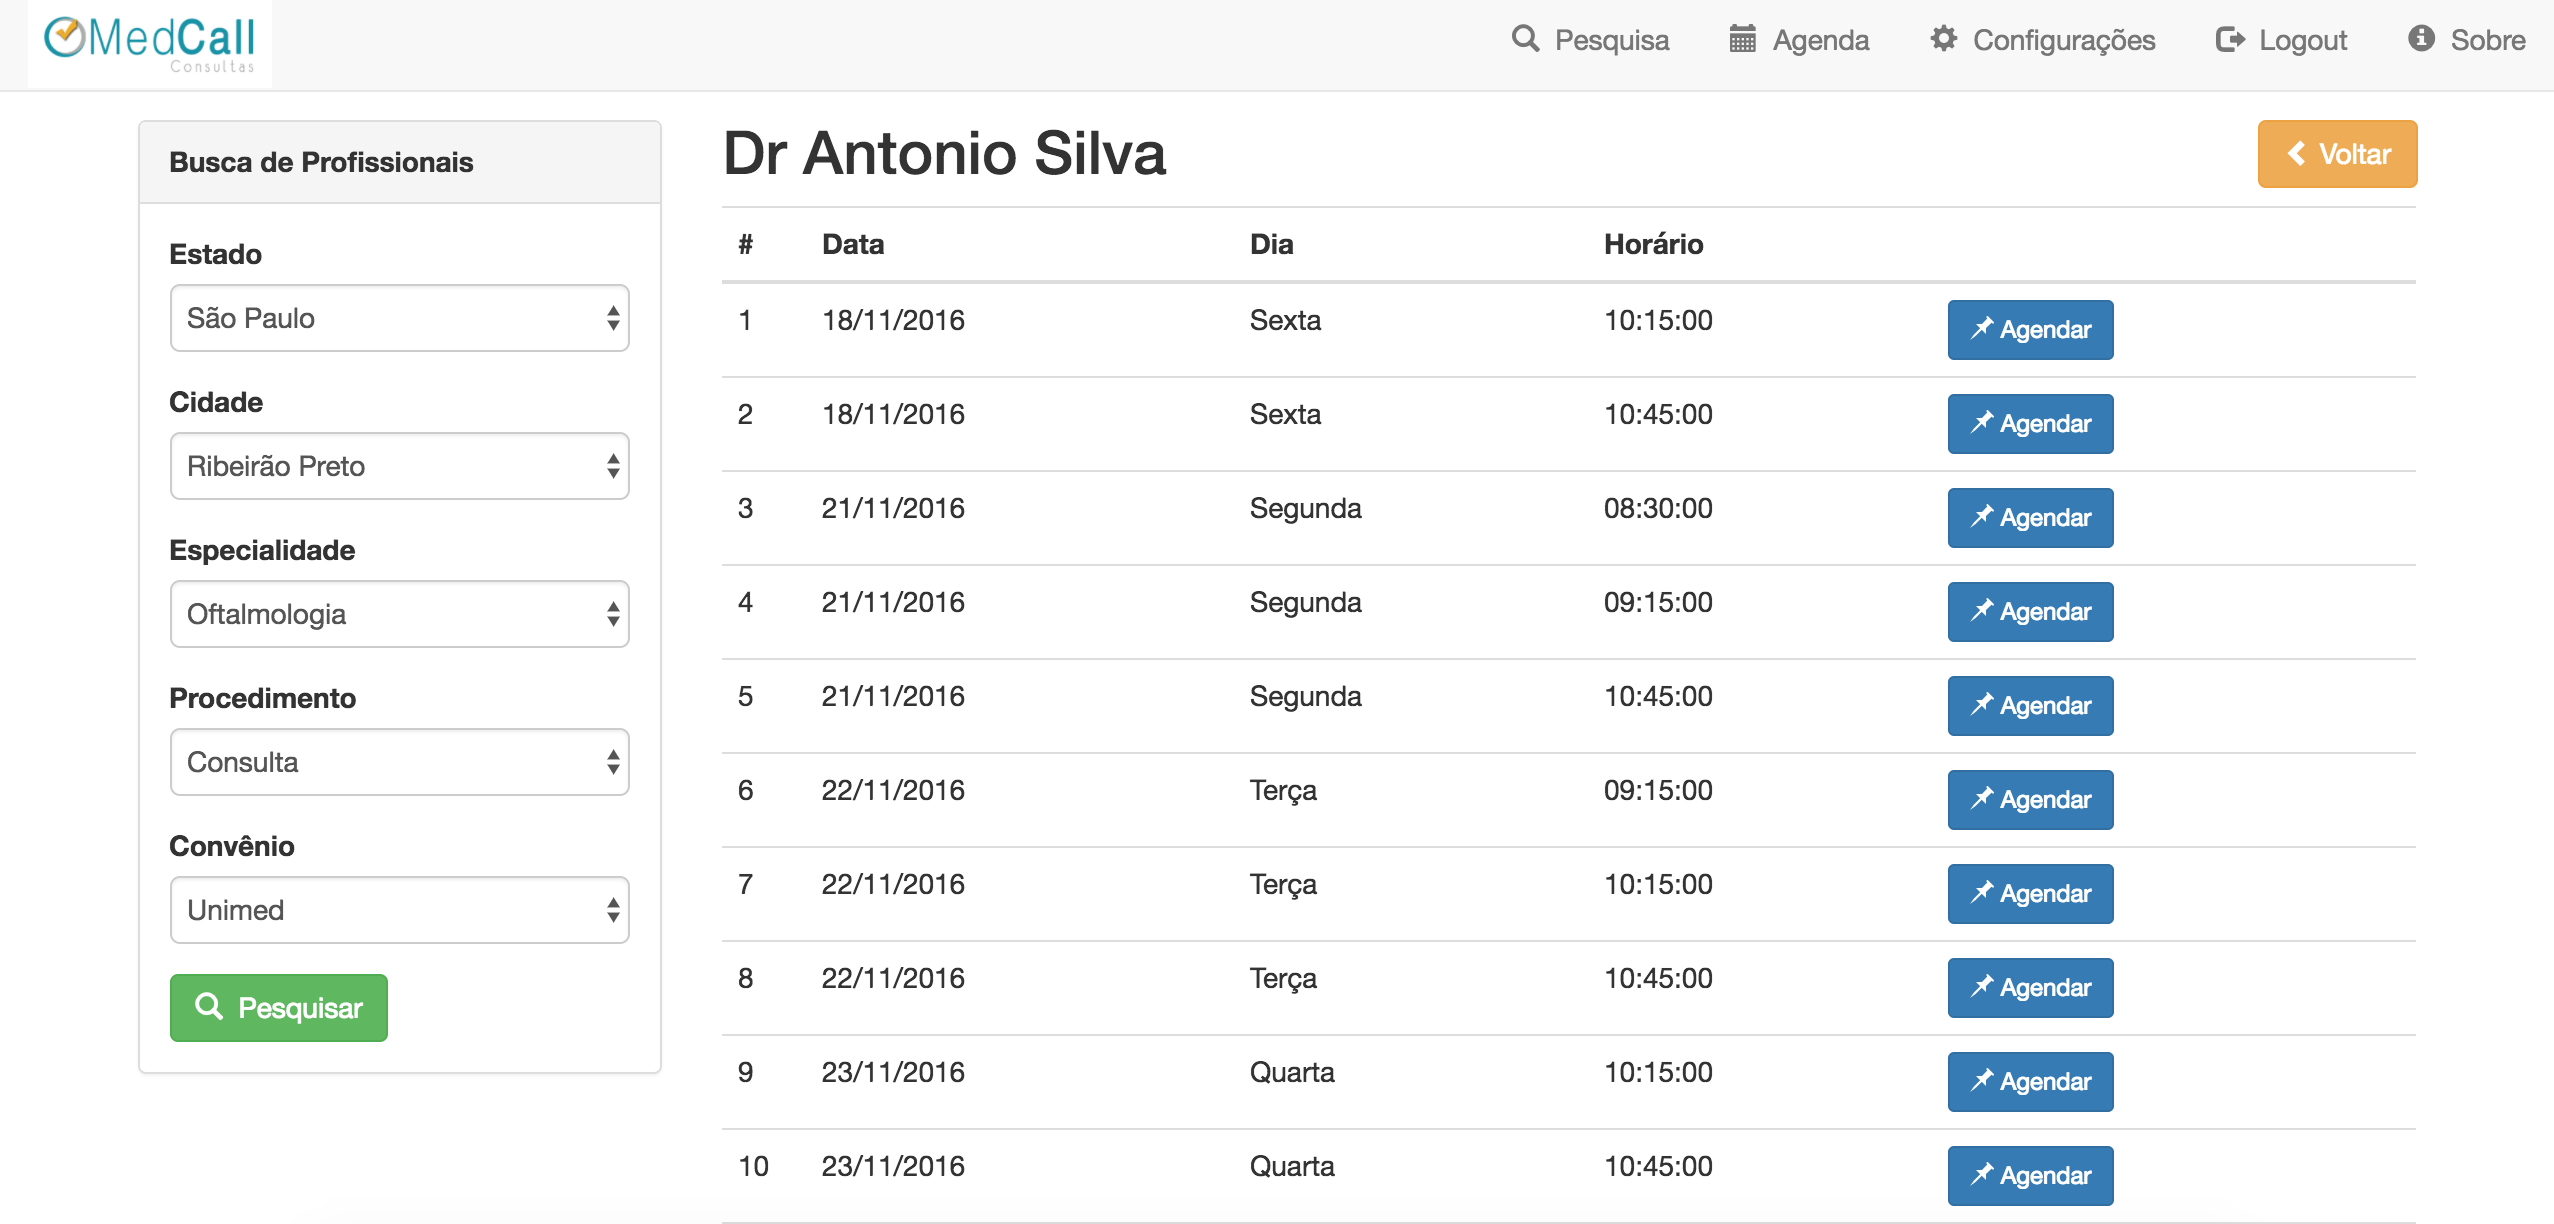 MedCall
Consultas
Pesquisa
Agenda
Configurações
Logout
Sobre
Busca de Profissionais
Estado
São Paulo
Cidade
Ribeirão Preto
Especialidade
Oftalmologia
Procedimento
Consulta
Convênio
Unimed
Pesquisar
Dr Antonio Silva
Voltar
# Data Dia Horário
1 18/11/2016 Sexta 10:15:00 Agendar
2 18/11/2016 Sexta 10:45:00 Agendar
3 21/11/2016 Segunda 08:30:00 Agendar
4 21/11/2016 Segunda 09:15:00 Agendar
5 21/11/2016 Segunda 10:45:00 Agendar
6 22/11/2016 Terça 09:15:00 Agendar
7 22/11/2016 Terça 10:15:00 Agendar
8 22/11/2016 Terça 10:45:00 Agendar
9 23/11/2016 Quarta 10:15:00 Agendar
10 23/11/2016 Quarta 10:45:00 Agendar